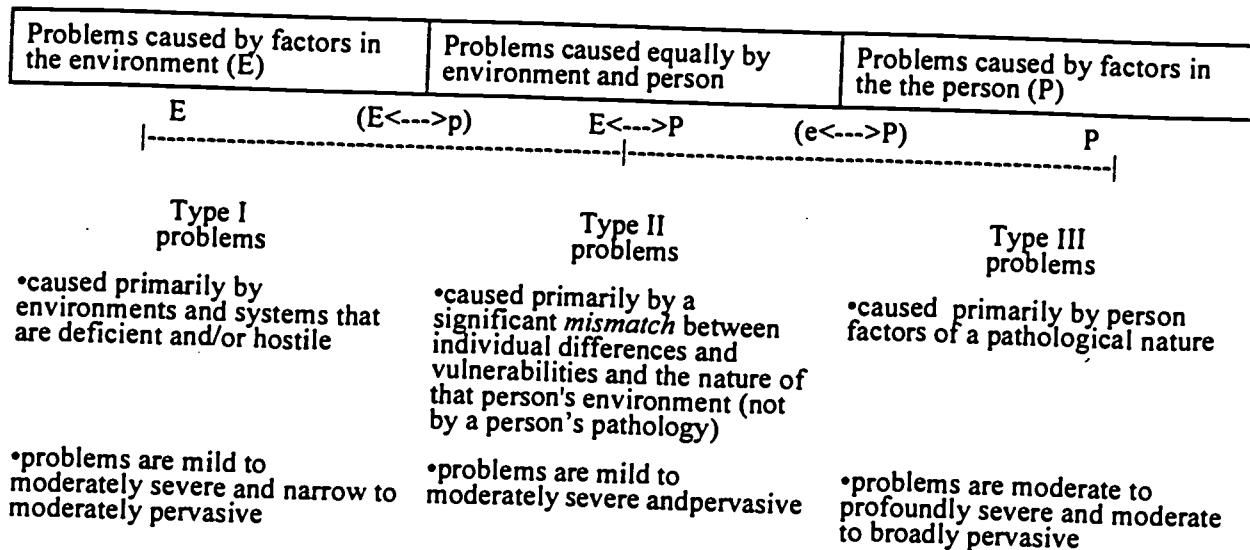 Problems caused by factors in
the environment (E)
Problems caused equally by
environment and person
Problems caused by factors in
the the person (P)
E (E<--->p) E<--->P (e<--->P) P
|------------------------------------------------|------------------------------------------------|
Type I
problems
•caused primarily by
environments and systems that
are deficient and/or hostile
•problems are mild to
moderately severe and narrow to
moderately pervasive
Type II
problems
•caused primarily by a
significant mismatch between
individual differences and
vulnerabilities and the nature of
that person's environment (not
by a person's pathology)
•problems are mild to
moderately severe andpervasive
Type III
problems
•caused primarily by person
factors of a pathological nature
•problems are moderate to
profoundly severe and moderate
to broadly pervasive